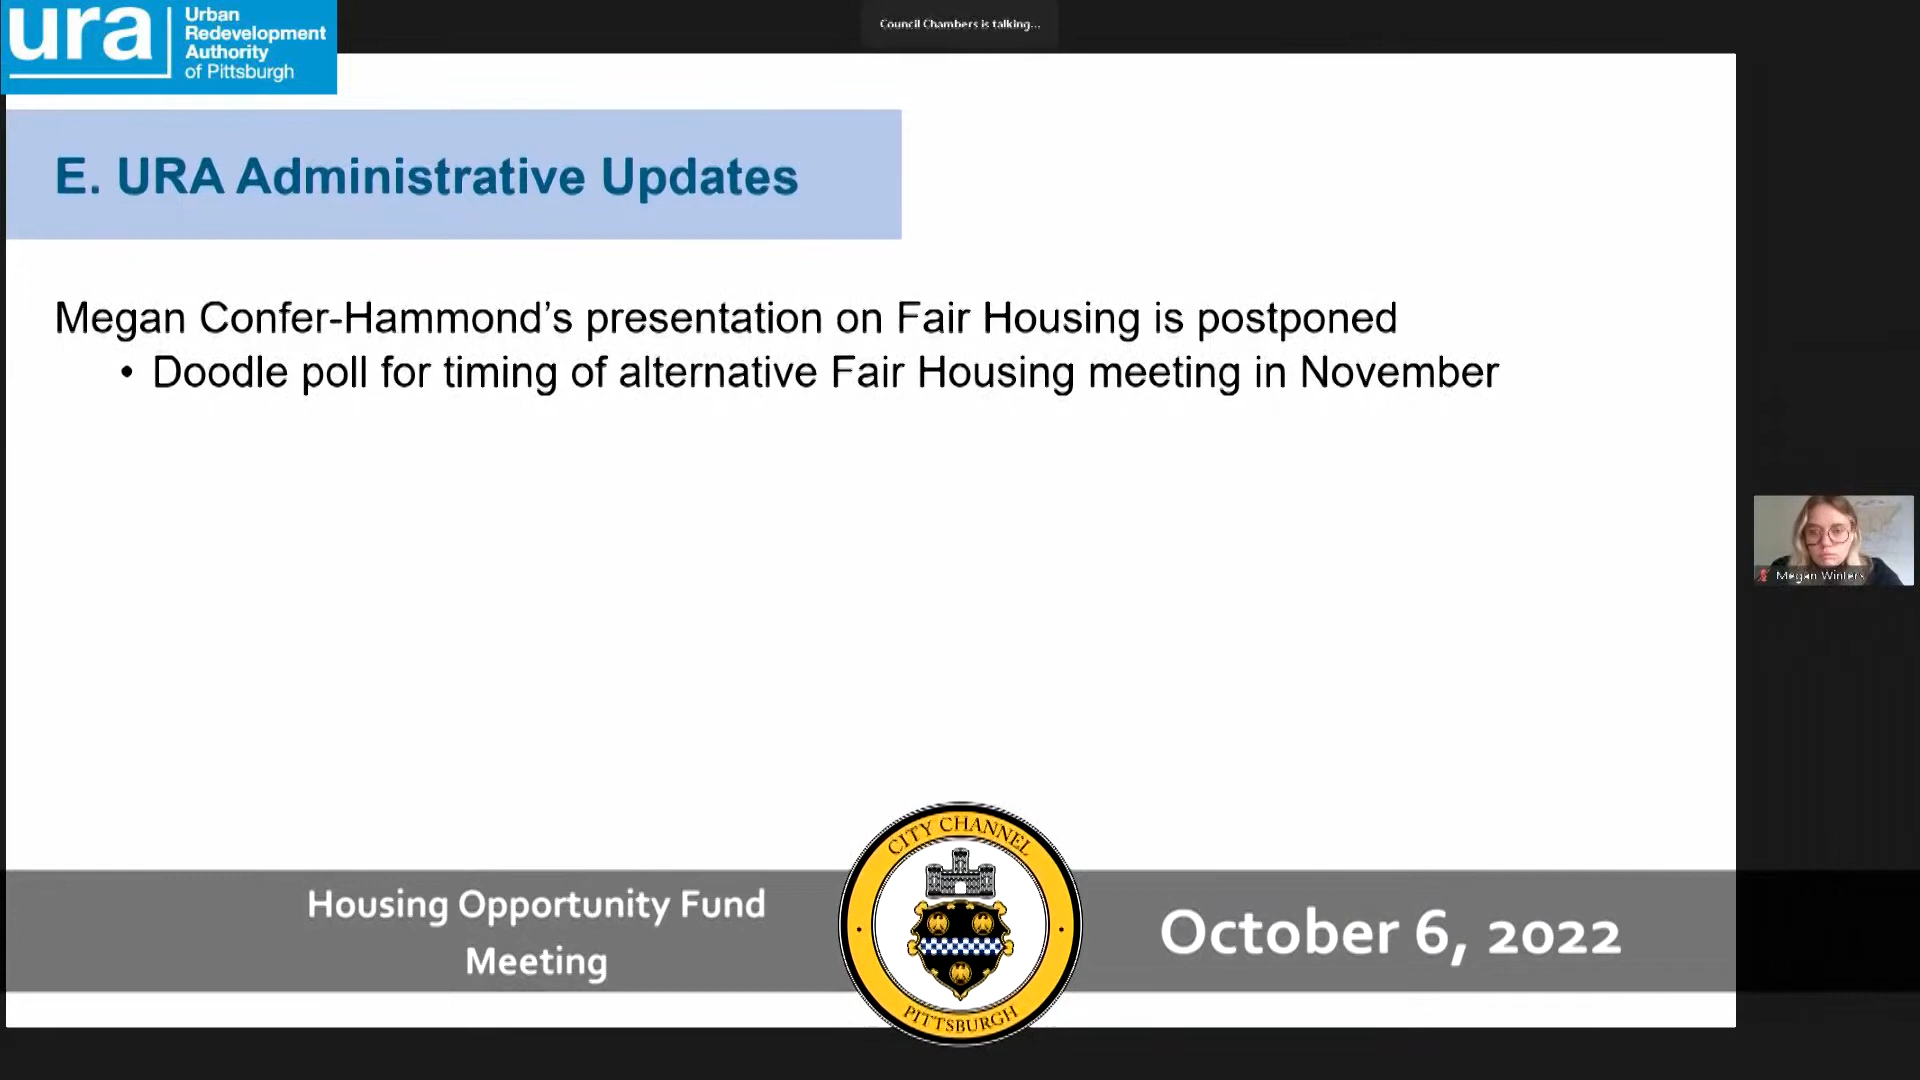 ura
Urban
Redevelopment
Authority
of Pittsburgh
Council Chambers is talking...
E. URA Administrative Updates
Megan Confer-Hammond’s presentation on Fair Housing is postponed
• Doodle poll for timing of alternative Fair Housing meeting in November
Megan Winters
Housing Opportunity Fund
Meeting
CITY CHANNEL
PITTSBURGH
October 6, 2022